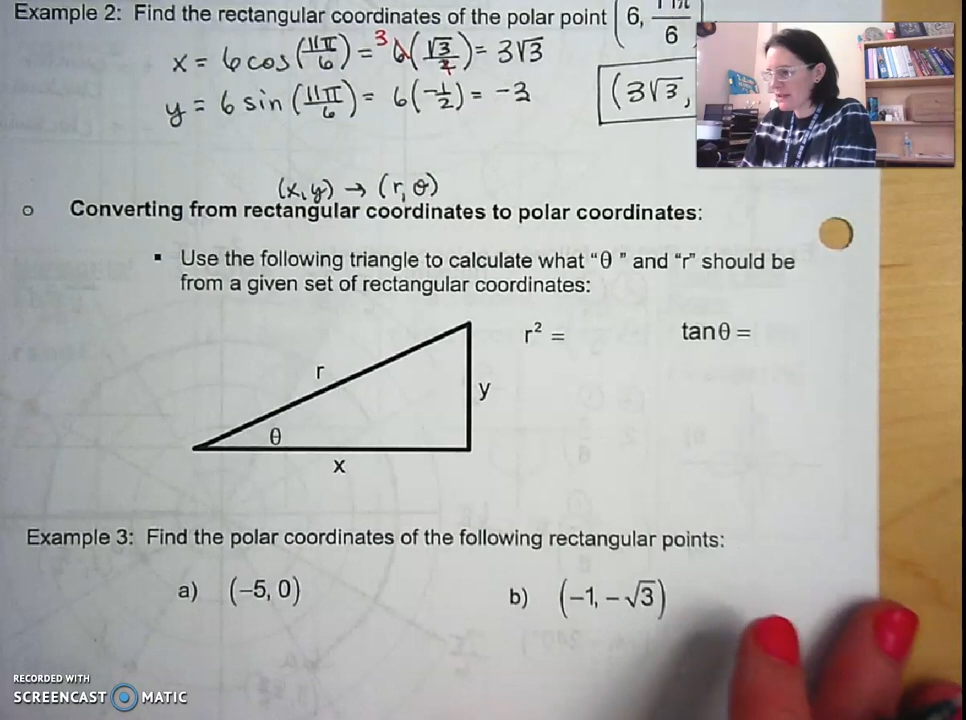 Example 2: Find the rectangular coordinates of the polar point (6, 11π/6
x = 6 cos(11π/6) = 3 6(√3/2) = 3√3
y = 6 sin(11π/6) = 6(-1/2) = -3
(3√3,
(x,y) → (r, θ)
○ Converting from rectangular coordinates to polar coordinates:
▪ Use the following triangle to calculate what “θ ” and “r” should be
from a given set of rectangular coordinates:
r² = tanθ =
r
y
θ
x
Example 3: Find the polar coordinates of the following rectangular points:
a) (−5, 0) b) (−1, −√3)
RECORDED WITH
SCREENCAST MATIC